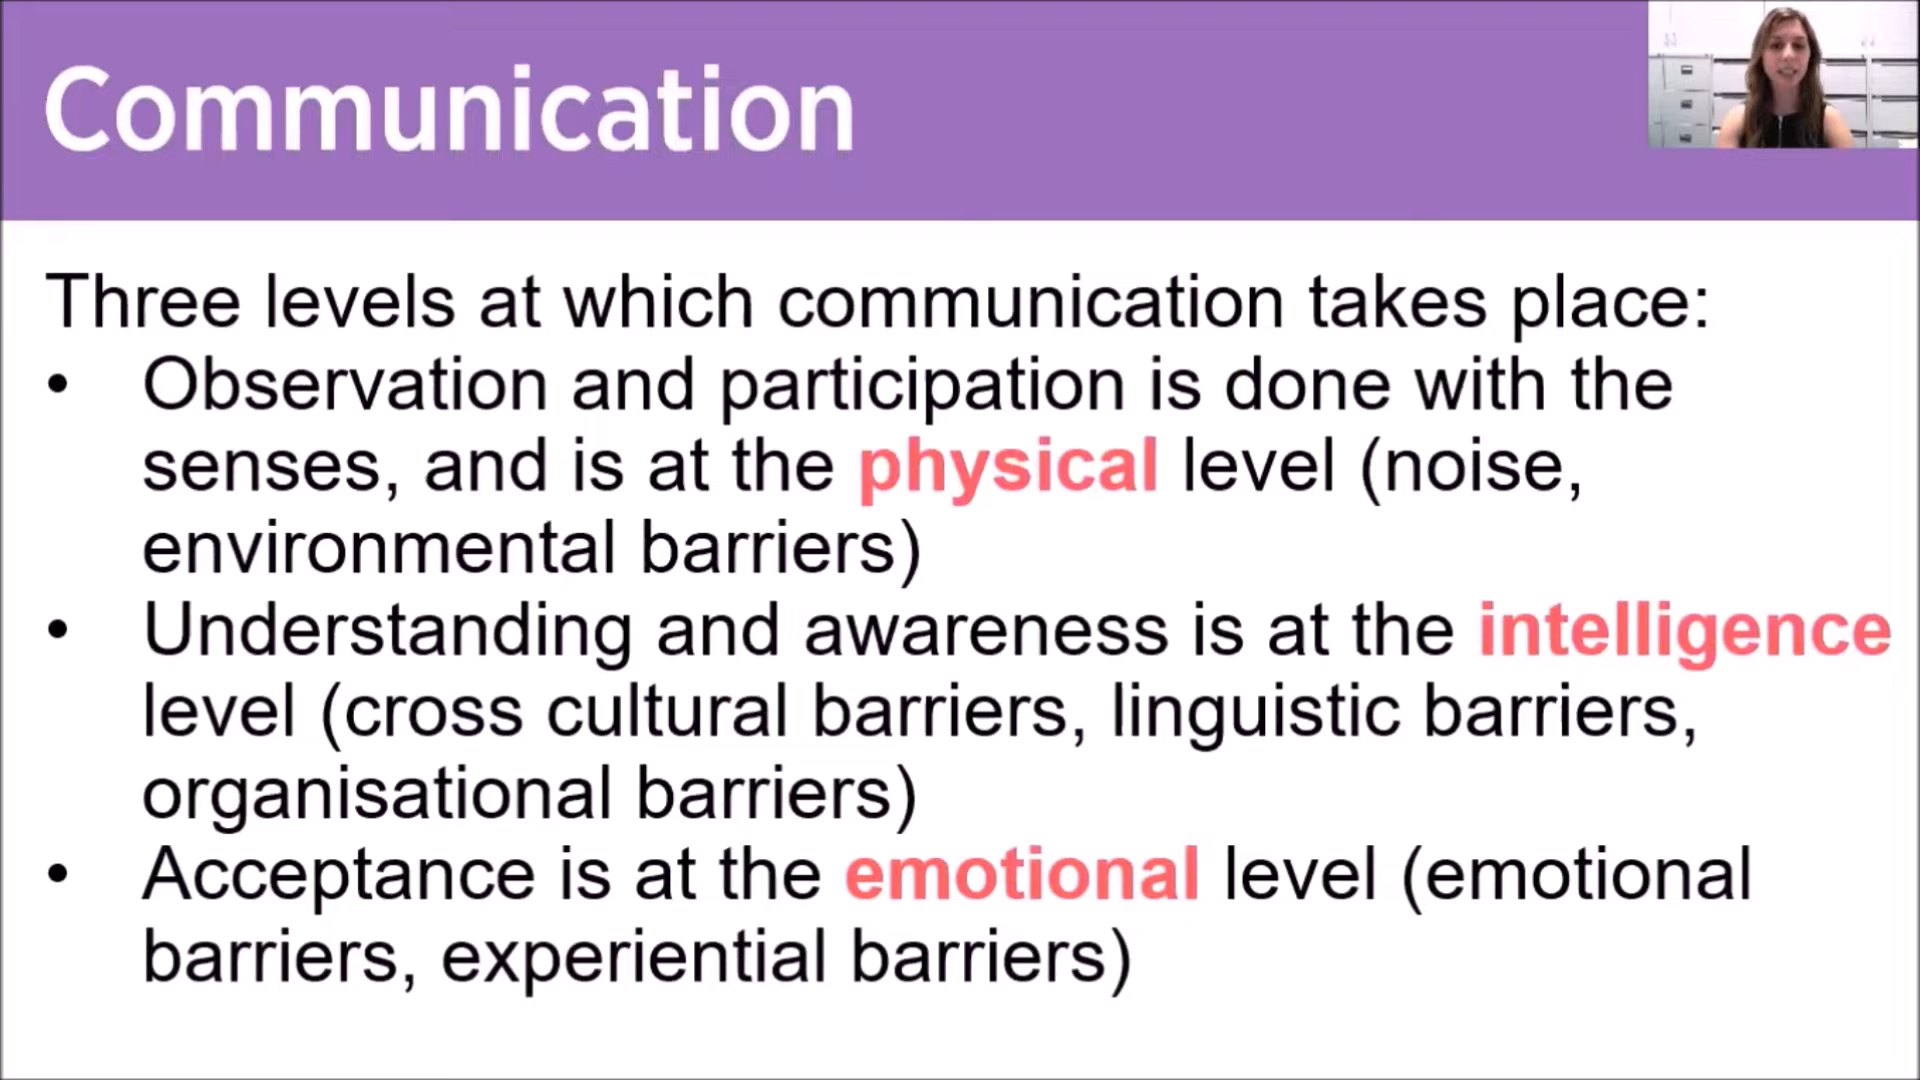 Communication
Three levels at which communication takes place:
• Observation and participation is done with the
senses, and is at the physical level (noise,
environmental barriers)
• Understanding and awareness is at the intelligence
level (cross cultural barriers, linguistic barriers,
organisational barriers)
• Acceptance is at the emotional level (emotional
barriers, experiential barriers)